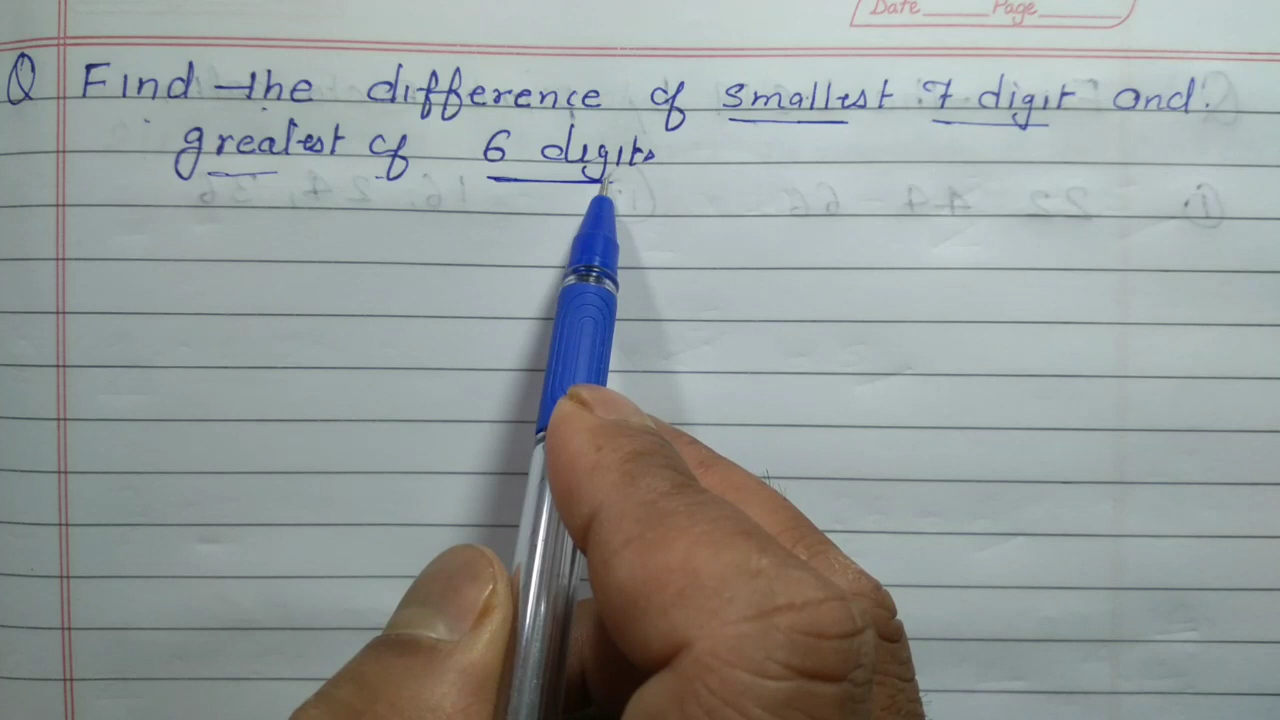 Date Page
Q Find the difference of smallest 7 digit and
greatest of 6 digits